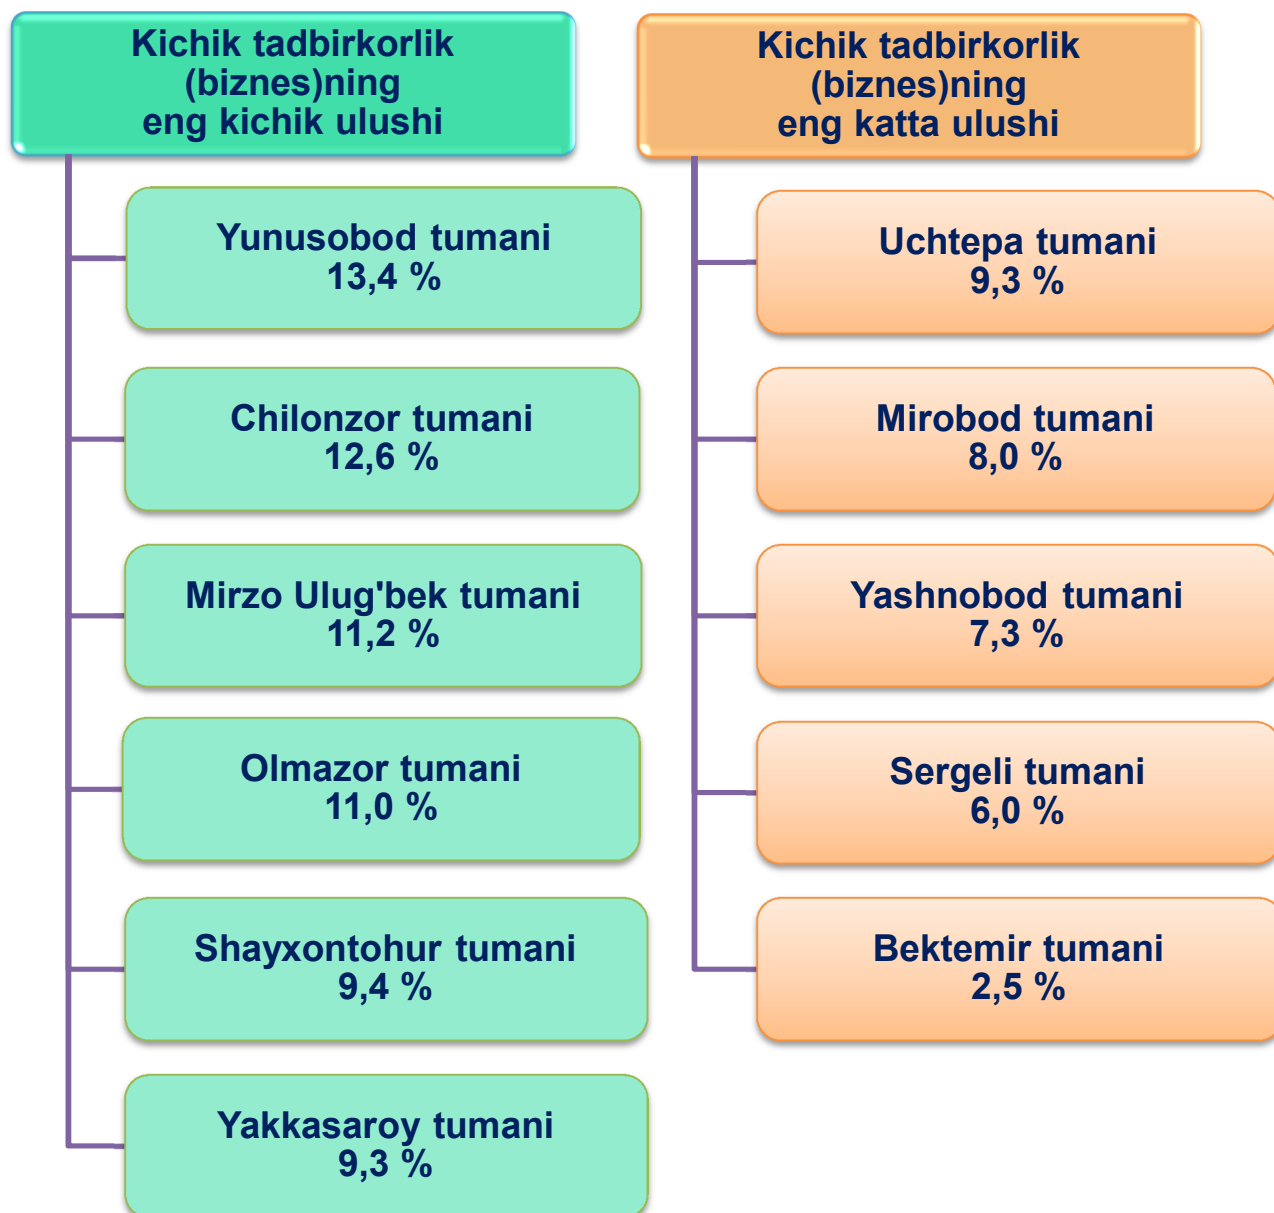 Kichik tadbirkorlik
(biznes)ning
eng kichik ulushi
Yunusobod tumani
13,4 %
Chilonzor tumani
12,6 %
Mirzo Ulug'bek tumani
11,2 %
Olmazor tumani
11,0 %
Shayxontohur tumani
9,4 %
Yakkasaroy tumani
9,3 %
Kichik tadbirkorlik
(biznes)ning
eng katta ulushi
Uchtepa tumani
9,3 %
Mirobod tumani
8,0 %
Yashnobod tumani
7,3 %
Sergeli tumani
6,0 %
Bektemir tumani
2,5 %